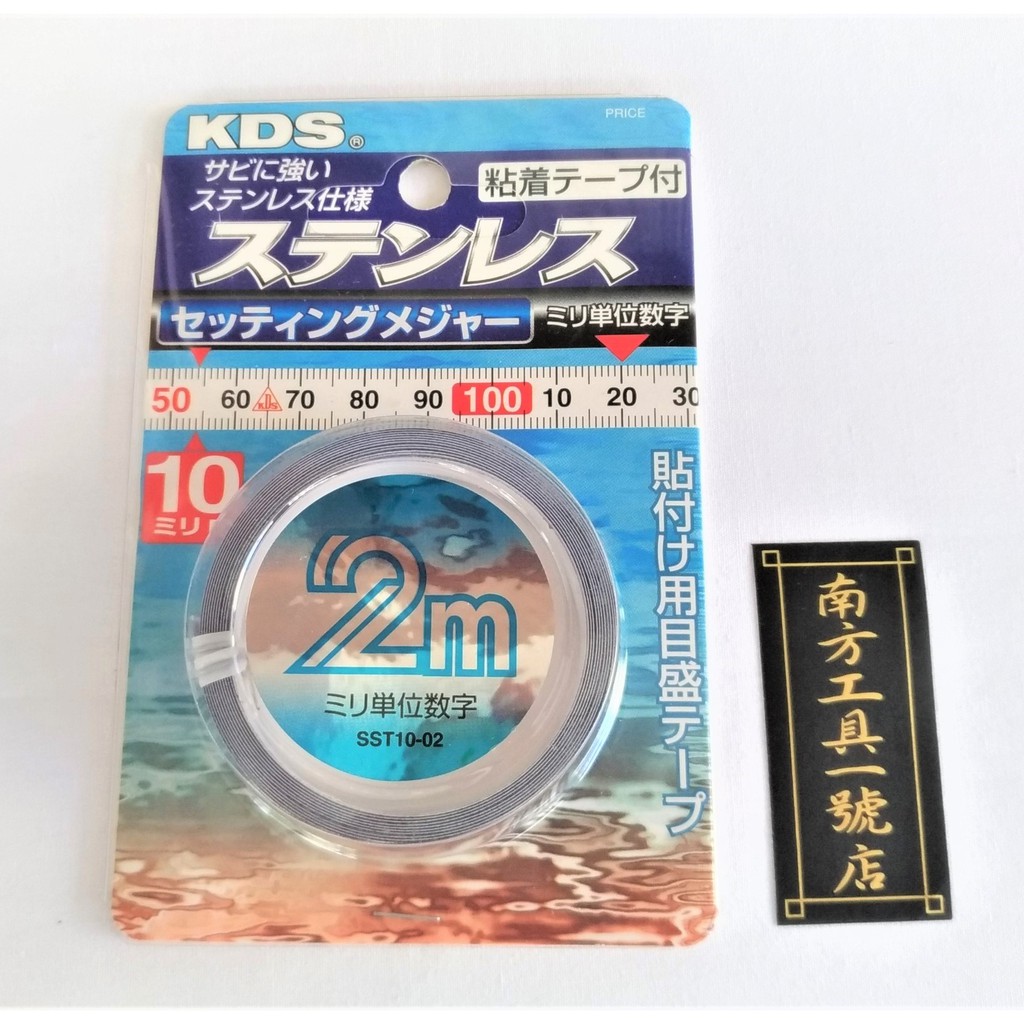 PRICE
KDS®
サビに強い
ステンレス仕様
粘着テープ付
ステンレス
セッティングメジャー
ミリ単位数字
50 60 KDS 70 80 90 100 10 20 30
10
ミリ
貼付け用目盛テープ
2m
ミリ単位数字
SST10-02
南方工具一號店